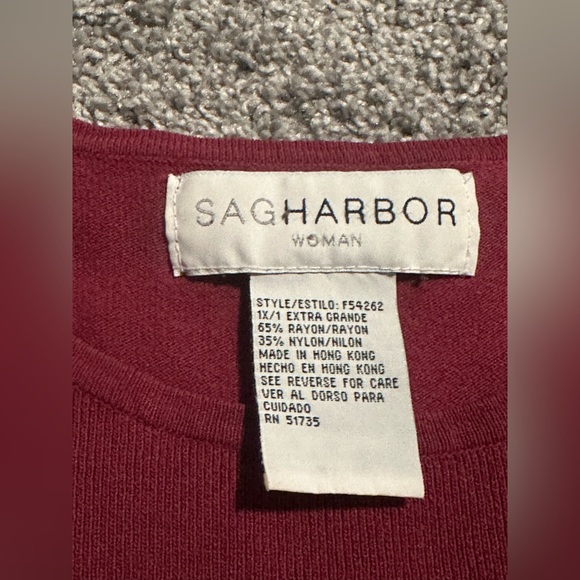 SAGHARBOR
WOMAN
STYLE/ESTILO: F54262
1X/1 EXTRA GRANDE
65% RAYON/RAYON
35% NYLON/NILON
MADE IN HONG KONG
HECHO EN HONG KONG
SEE REVERSE FOR CARE
VER AL DORSO PARA
CUIDADO
RN 51735